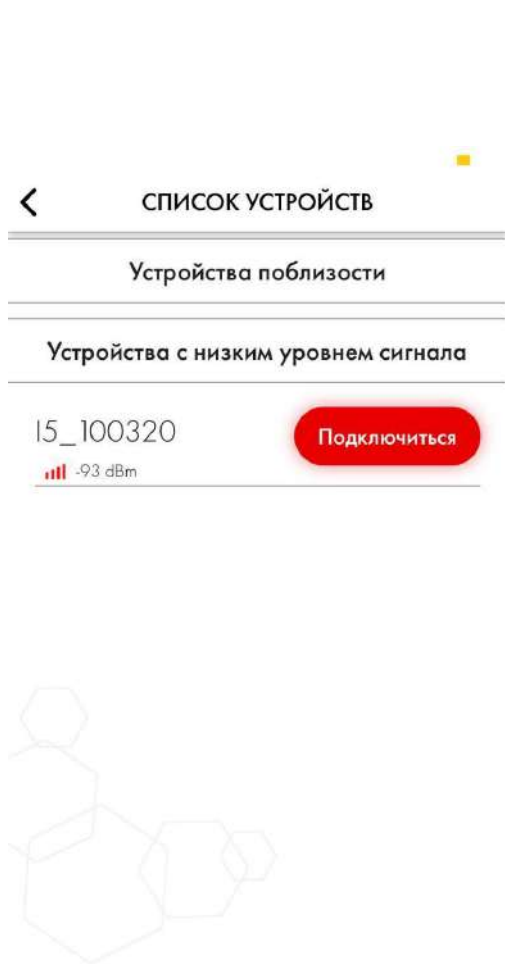 СПИСОК УСТРОЙСТВ
Устройства поблизости
Устройства с низким уровнем сигнала
I5_100320
Подключиться
-93 dBm